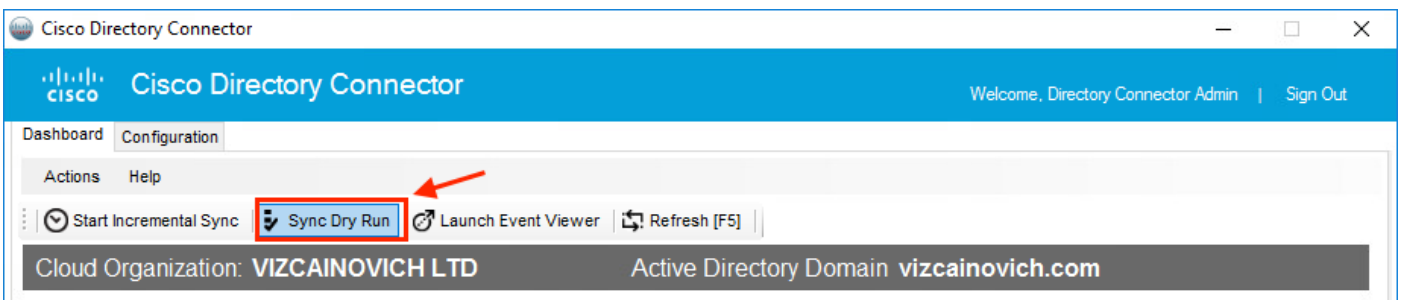 Cisco Directory Connector
CISCO Cisco Directory Connector
Welcome, Directory Connector Admin | Sign Out
Dashboard Configuration
Actions Help
Start Incremental Sync Sync Dry Run Launch Event Viewer Refresh [F5]
Cloud Organization: VIZCAINOVICH LTD Active Directory Domain vizcainovich.com